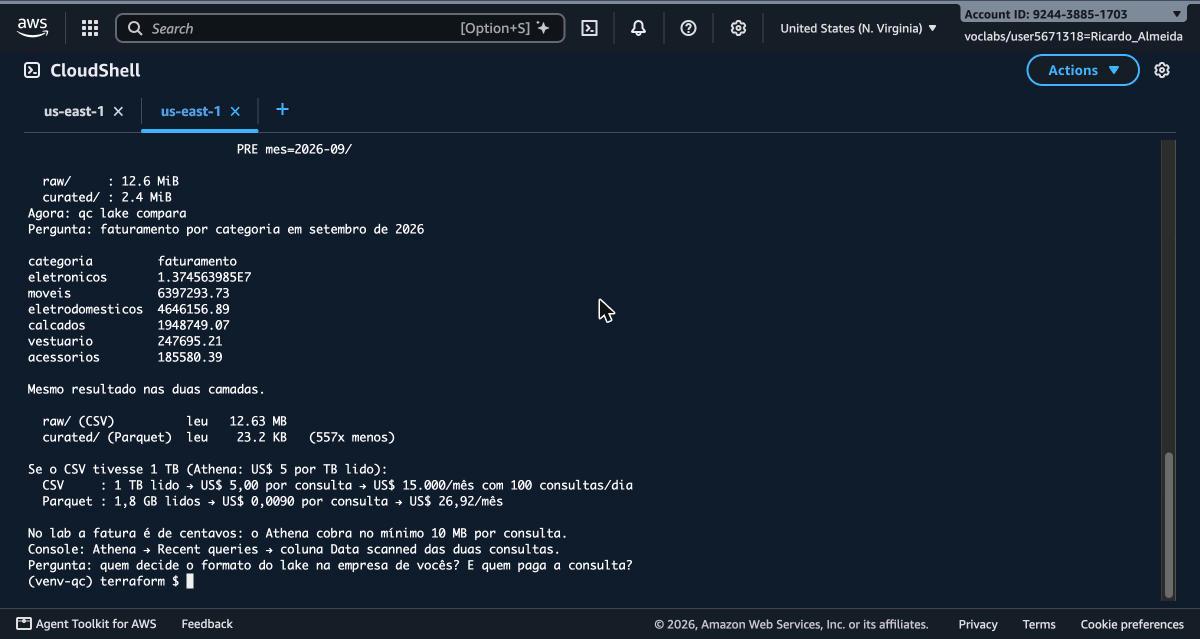 aws
Search [Option+S]
United States (N. Virginia) ▼
Account ID: 9244-3885-1703 ▼
voclabs/user5671318=Ricardo_Almeida
CloudShell
Actions ▼
us-east-1 ×
us-east-1 ×
+
PRE mes=2026-09/
raw/     : 12.6 MiB
curated/ : 2.4 MiB
Agora: qc lake compara
Pergunta: faturamento por categoria em setembro de 2026
categoria         faturamento
eletronicos       1.374563985E7
moveis            6397293.73
eletrodomesticos  4646156.89
calcados          1948749.07
vestuario         247695.21
acessorios        185580.39
Mesmo resultado nas duas camadas.
raw/ (CSV)          leu   12.63 MB
curated/ (Parquet)  leu    23.2 KB   (557x menos)
Se o CSV tivesse 1 TB (Athena: US$ 5 por TB lido):
CSV     : 1 TB lido → US$ 5,00 por consulta → US$ 15.000/mês com 100 consultas/dia
Parquet : 1,8 GB lidos → US$ 0,0090 por consulta → US$ 26,92/mês
No lab a fatura é de centavos: o Athena cobra no mínimo 10 MB por consulta.
Console: Athena → Recent queries → coluna Data scanned das duas consultas.
Pergunta: quem decide o formato do lake na empresa de vocês? E quem paga a consulta?
(venv-qc) terraform $
Agent Toolkit for AWS
Feedback
© 2026, Amazon Web Services, Inc. or its affiliates.
Privacy
Terms
Cookie preferences